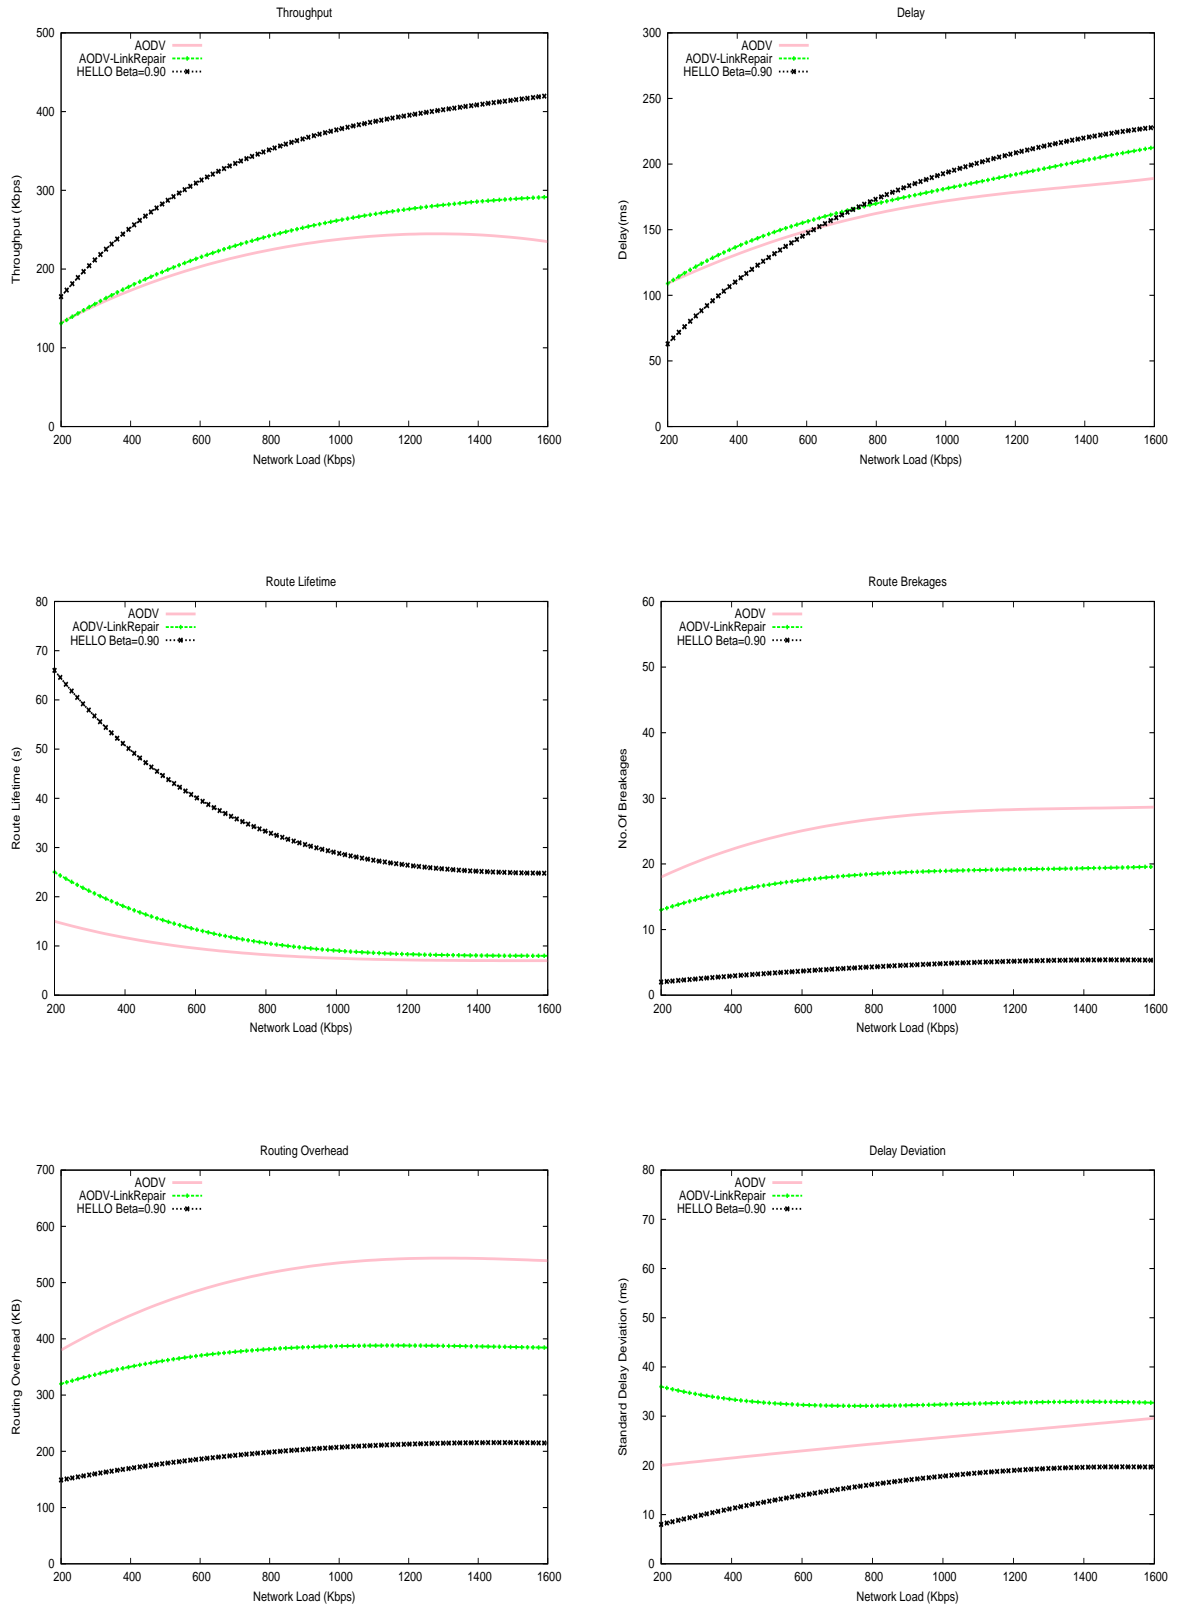 Throughput
500
400
300
200
100
0
200 400 600 800 1000 1200 1400 1600
Throughput (Kbps)
Network Load (Kbps)
AODV
AODV-LinkRepair
HELLO Beta=0.90
Delay
300
250
200
150
100
50
0
200 400 600 800 1000 1200 1400 1600
Delay(ms)
Network Load (Kbps)
AODV
AODV-LinkRepair
HELLO Beta=0.90
Route Lifetime
80
70
60
50
40
30
20
10
0
200 400 600 800 1000 1200 1400 1600
Route Lifetime (s)
Network Load (Kbps)
AODV
AODV-LinkRepair
HELLO Beta=0.90
Route Brekages
60
50
40
30
20
10
0
200 400 600 800 1000 1200 1400 1600
No.Of Breakages
Network Load (Kbps)
AODV
AODV-LinkRepair
HELLO Beta=0.90
Routing Overhead
700
600
500
400
300
200
100
0
200 400 600 800 1000 1200 1400 1600
Routing Overhead (KB)
Network Load (Kbps)
AODV
AODV-LinkRepair
HELLO Beta=0.90
Delay Deviation
80
70
60
50
40
30
20
10
0
200 400 600 800 1000 1200 1400 1600
Standard Delay Deviation (ms)
Network Load (Kbps)
AODV
AODV-LinkRepair
HELLO Beta=0.90